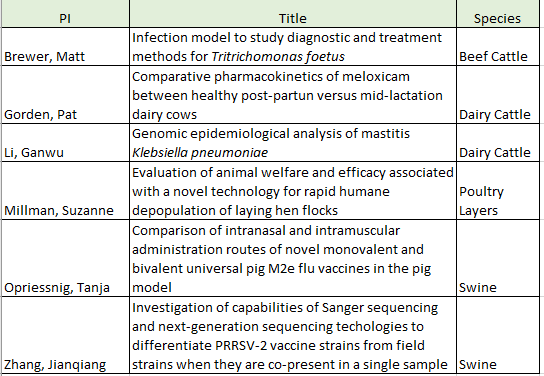 PI Title Species
Infection model to study diagnostic and treatment
Brewer, Matt methods for Tritrichomonas foetus Beef Cattle
Comparative pharmacokinetics of meloxicam
between healthy post-partun versus mid-lactation
Gorden, Pat dairy cows Dairy Cattle
Genomic epidemiological analysis of mastitis
Li, Ganwu Klebsiella pneumoniae Dairy Cattle
Evaluation of animal welfare and efficacy associated
with a novel technology for rapid humane Poultry
Millman, Suzanne depopulation of laying hen flocks Layers
Comparison of intranasal and intramuscular
administration routes of novel monovalent and
bivalent universal pig M2e flu vaccines in the pig
Opriessnig, Tanja model Swine
Investigation of capabilities of Sanger sequencing
and next-generation sequencing techologies to
differentiate PRRSV-2 vaccine strains from field
Zhang, Jianqiang strains when they are co-present in a single sample Swine